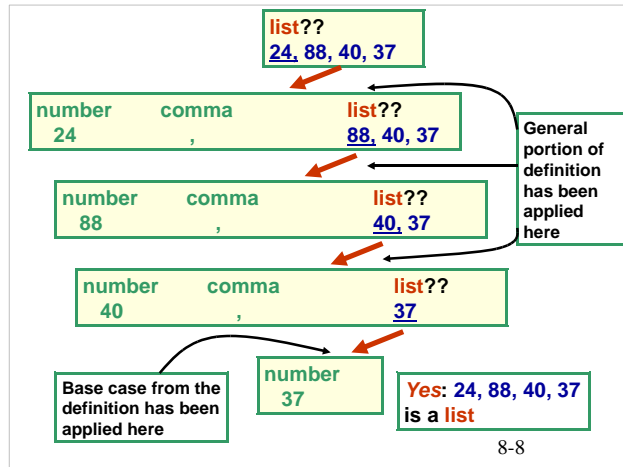 list??
24, 88, 40, 37
number comma list??
24 , 88, 40, 37
General
portion of
definition
has been
applied
here
number comma list??
88 , 40, 37
number comma list??
40 , 37
Base case from the
definition has been
applied here
number
37
Yes: 24, 88, 40, 37
is a list
8-8